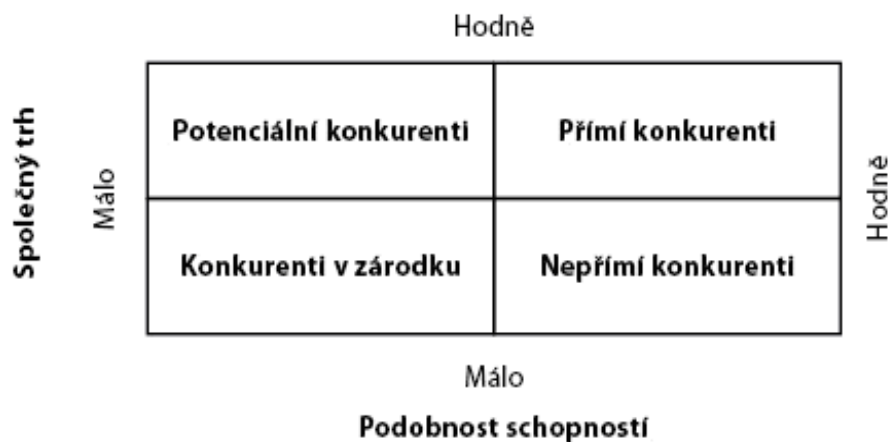 Hodně
Společný trh
Málo
Potenciální konkurenti
Přímí konkurenti
Hodně
Konkurenti v zárodku
Nepřímí konkurenti
Málo
Podobnost schopností